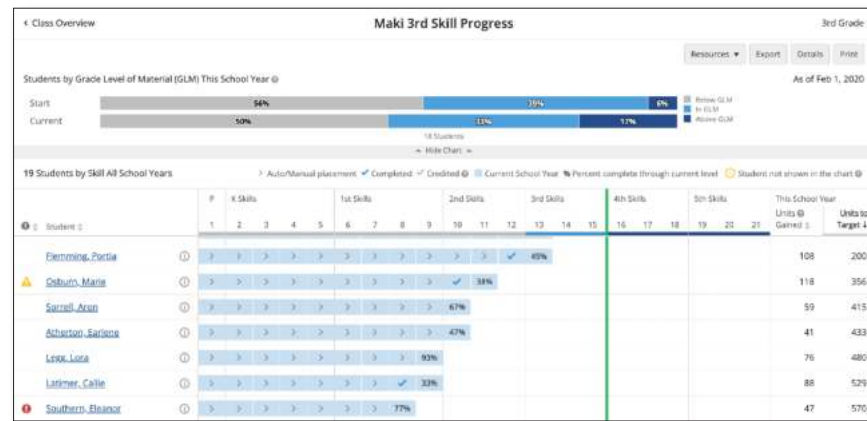 < Class Overview
Maki 3rd Skill Progress
3rd Grade
Resources ▼ Export Details Print
Students by Grade Level of Material (GLM) This School Year
As of Feb 1, 2020
Start 56% 39% 6%
Current 50% 33% 17%
Below GLM
In GLM
Above GLM
18 Students
Hide Chart
19 Students by Skill All School Years
> Auto/Manual placement ✓ Completed ✓ Credited Current School Year % Percent complete through current level Student not shown in the chart
P K Skills 1st Skills 2nd Skills 3rd Skills 4th Skills 5th Skills This School Year
Student 1 2 3 4 5 6 7 8 9 10 11 12 13 14 15 16 17 18 19 20 21 Units Gained Units to Target ↓
Flemming, Portia 45% 108 200
Osburn, Marie 38% 118 356
Sorrell, Aron 67% 59 415
Atherton, Earlene 47% 41 433
Legg, Lora 93% 76 480
Latimer, Callie 33% 88 529
Southern, Eleanor 77% 47 570